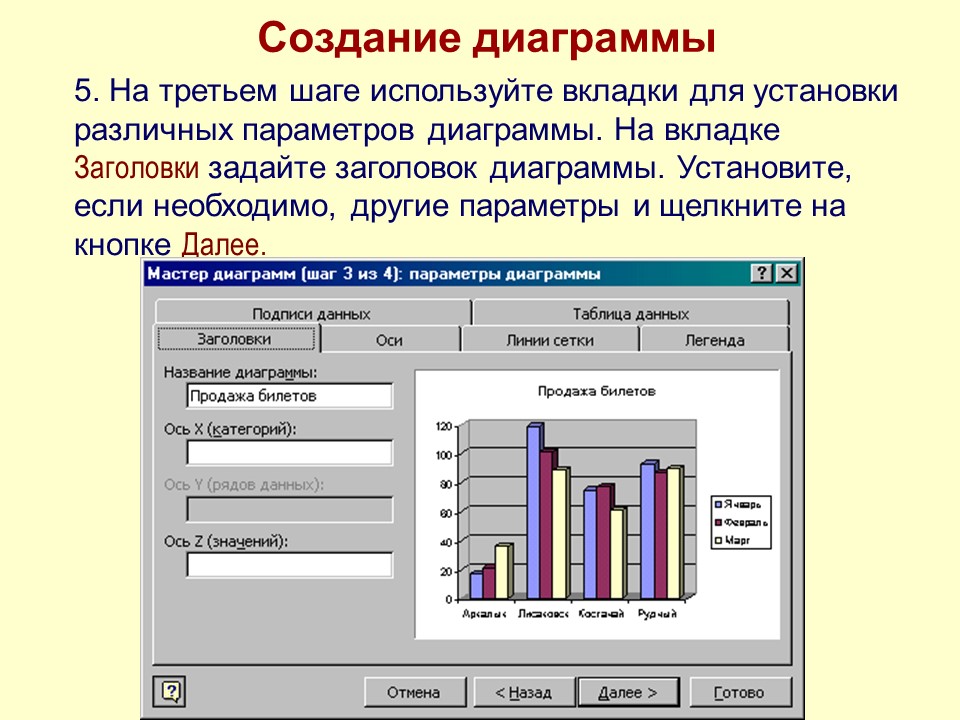 Создание диаграммы
5. На третьем шаге используйте вкладки для установки
различных параметров диаграммы. На вкладке
Заголовки задайте заголовок диаграммы. Установите,
если необходимо, другие параметры и щелкните на
кнопке Далее.
Мастер диаграмм (шаг 3 из 4): параметры диаграммы
Подписи данных
Таблица данных
Заголовки
Оси
Линии сетки
Легенда
Название диаграммы:
Продажа билетов
Ось X (категорий):
Ось Y (рядов данных):
Ось Z (значений):
Продажа билетов
120
100
80
60
40
20
0
Аркалык
Лисаковск
Костанай
Рудный
Январь
Февраль
Март
Отмена
< Назад
Далее >
Готово